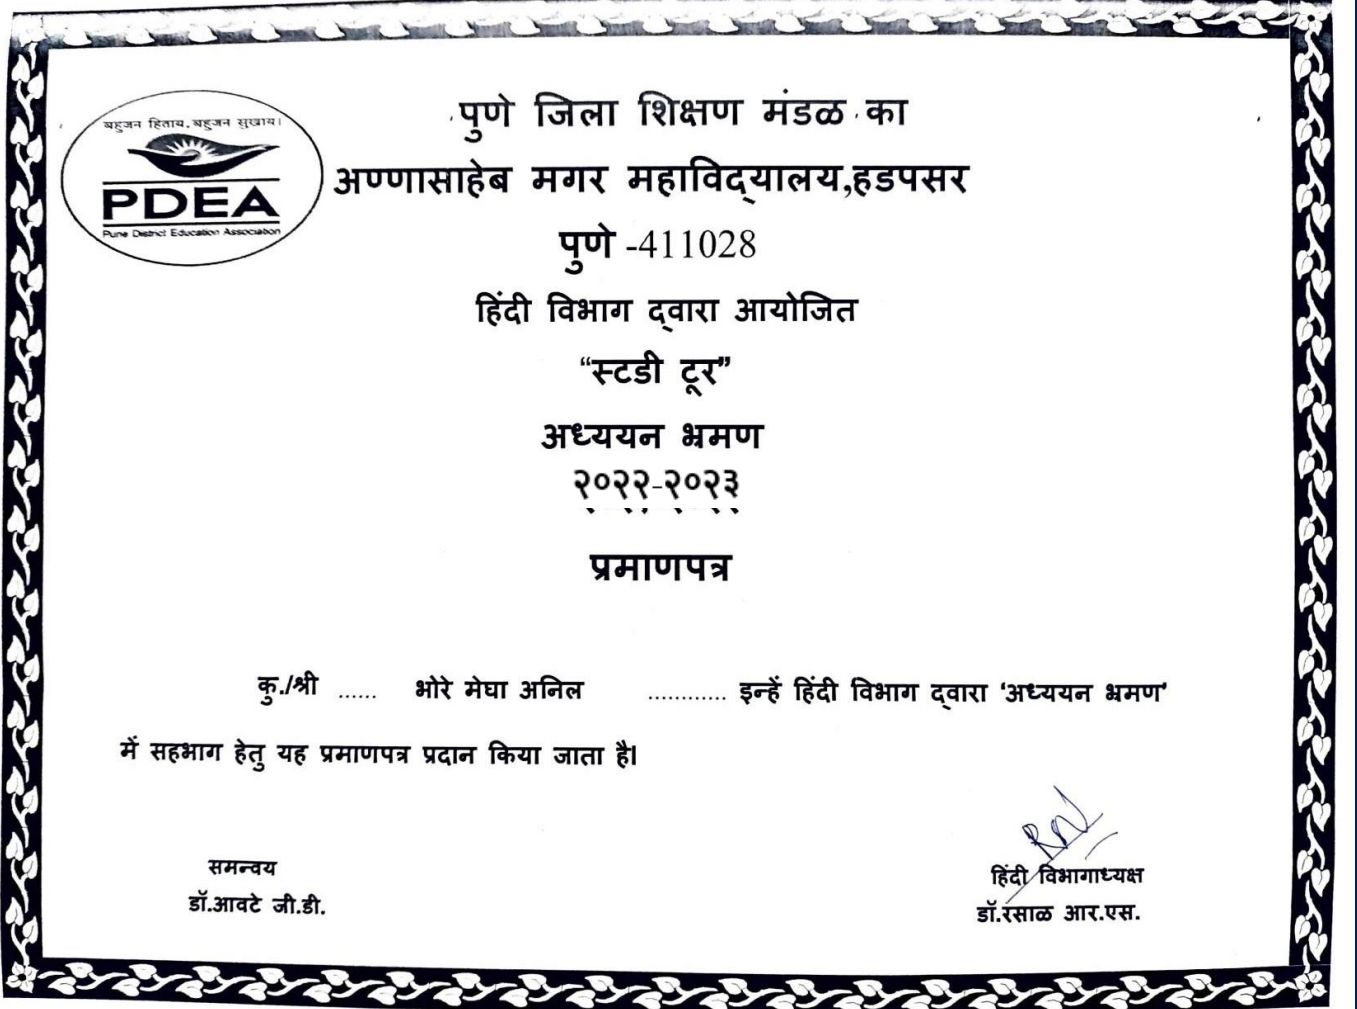 बहुजन हिताय, बहुजन सुखाय।
PDEA
Pune District Education Association
पुणे जिला शिक्षण मंडळ का
अण्णासाहेब मगर महाविद्यालय,हडपसर
पुणे -411028
हिंदी विभाग द्वारा आयोजित
“स्टडी टूर”
अध्ययन भ्रमण
२०२२-२०२३
प्रमाणपत्र
कु./श्री ...... भोरे मेघा अनिल ............ इन्हें हिंदी विभाग द्वारा ‘अध्ययन भ्रमण’
में सहभाग हेतु यह प्रमाणपत्र प्रदान किया जाता है।
समन्वय
डॉ.आवटे जी.डी.
हिंदी विभागाध्यक्ष
डॉ.रसाळ आर.एस.